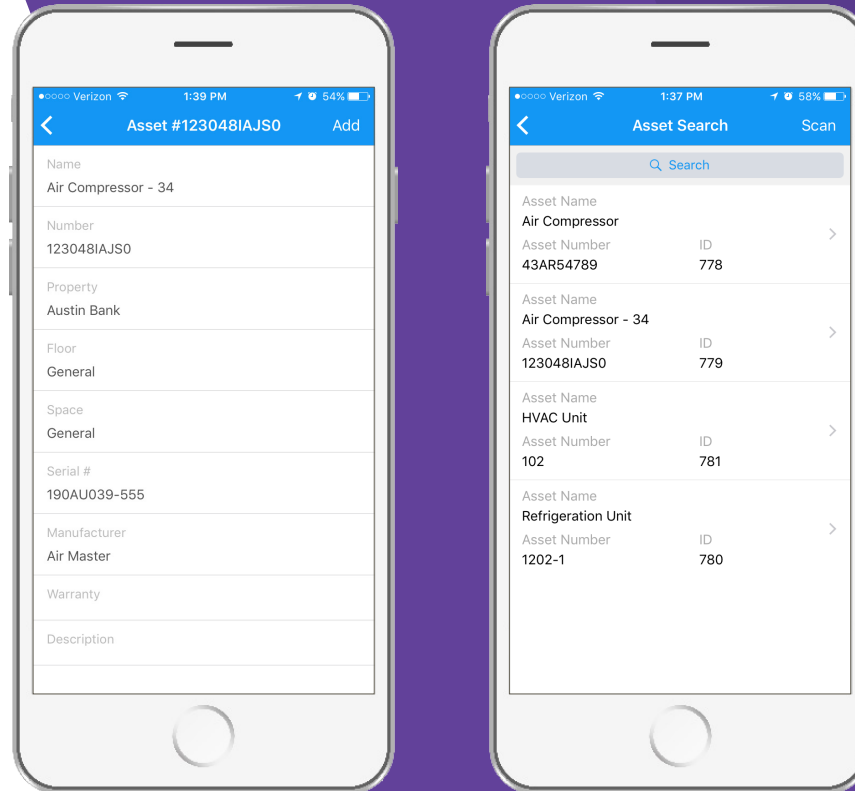 Verizon 1:39 PM 54%
Asset #123048IAJS0 Add
Name
Air Compressor - 34
Number
123048IAJS0
Property
Austin Bank
Floor
General
Space
General
Serial #
190AU039-555
Manufacturer
Air Master
Warranty
Description
Verizon 1:37 PM 58%
Asset Search Scan
Search
Asset Name
Air Compressor
Asset Number ID
43AR54789 778
Asset Name
Air Compressor - 34
Asset Number ID
123048IAJS0 779
Asset Name
HVAC Unit
Asset Number ID
102 781
Asset Name
Refrigeration Unit
Asset Number ID
1202-1 780